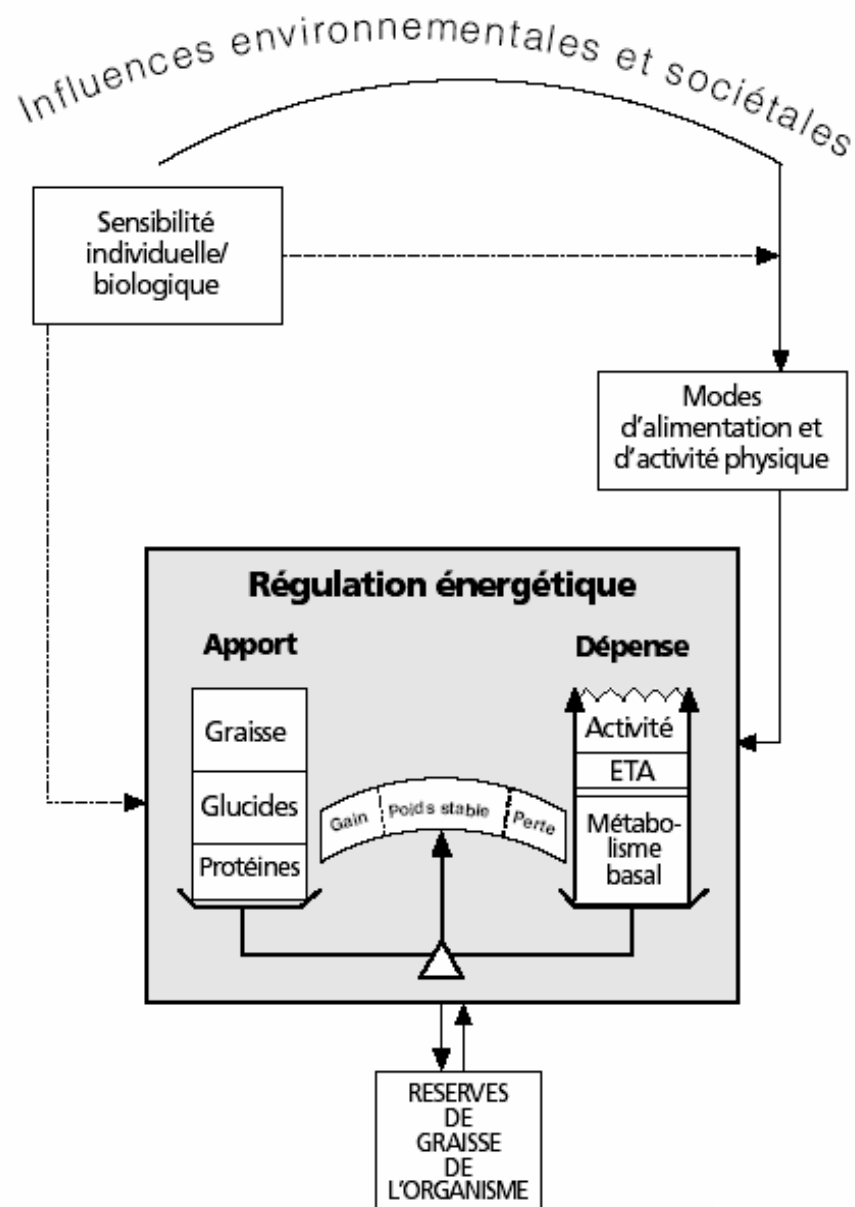 Influences environnementales et sociétales
Sensibilité
individuelle/
biologique
Modes
d'alimentation et
d'activité physique
Régulation énergétique
Apport
Dépense
Graisse
Glucides
Protéines
Gain
Poids stable
Perte
Activité
ETA
Métabo-
lisme
basal
RESERVES
DE
GRAISSE
DE
L'ORGANISME